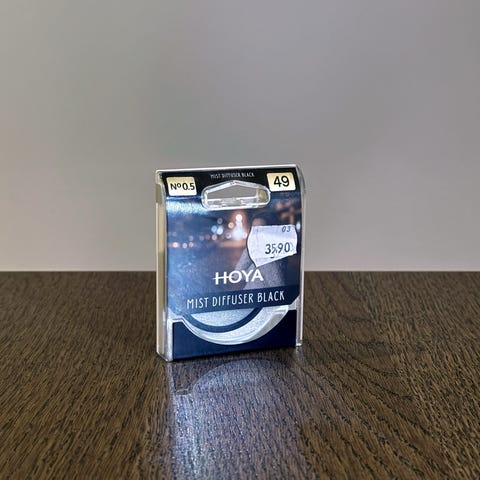 MIST DIFFUSER BLACK
Nº0.5
49
03
35.90
HOYA
MIST DIFFUSER BLACK